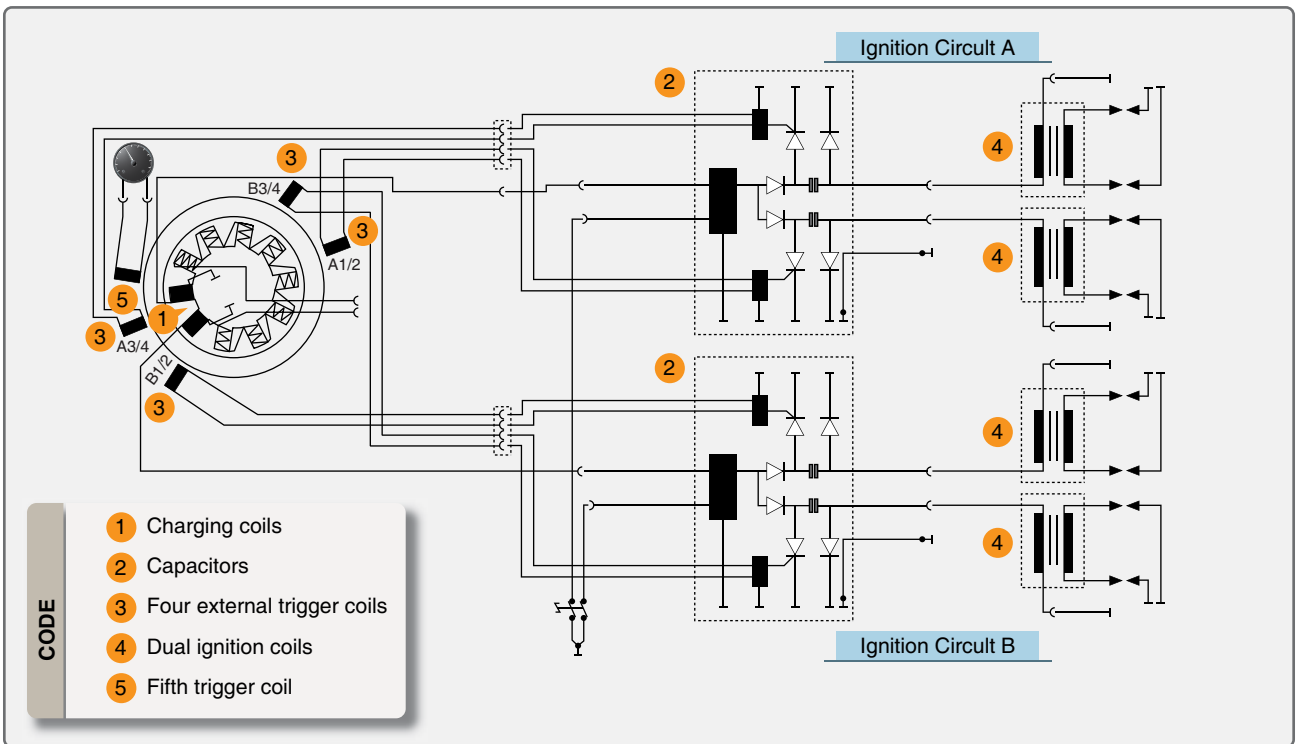 Ignition Circuit A
2
3
B3/4
4
3
A1/2
5
1
4
3
A3/4
B1/2
3
2
4
4
Ignition Circuit B
CODE
1 Charging coils
2 Capacitors
3 Four external trigger coils
4 Dual ignition coils
5 Fifth trigger coil